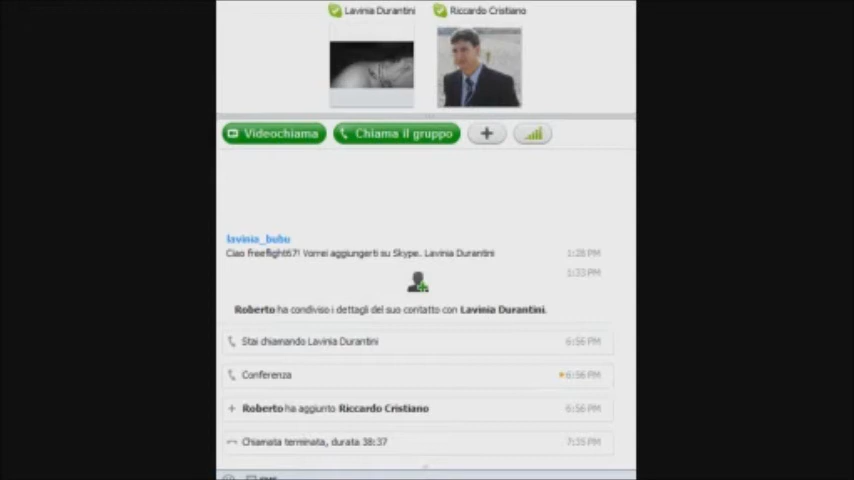 Lavinia Durantini
Riccardo Cristiano
Videochiama
Chiama il gruppo
lavinia_bubu
Ciao freeflight67! Vorrei aggiungerti su Skype. Lavinia Durantini
1:28 PM
1:33 PM
Roberto ha condiviso i dettagli del suo contatto con Lavinia Durantini.
Stai chiamando Lavinia Durantini 6:56 PM
Conferenza 6:56 PM
Roberto ha aggiunto Riccardo Cristiano 6:56 PM
Chiamata terminata, durata 38:37 7:35 PM